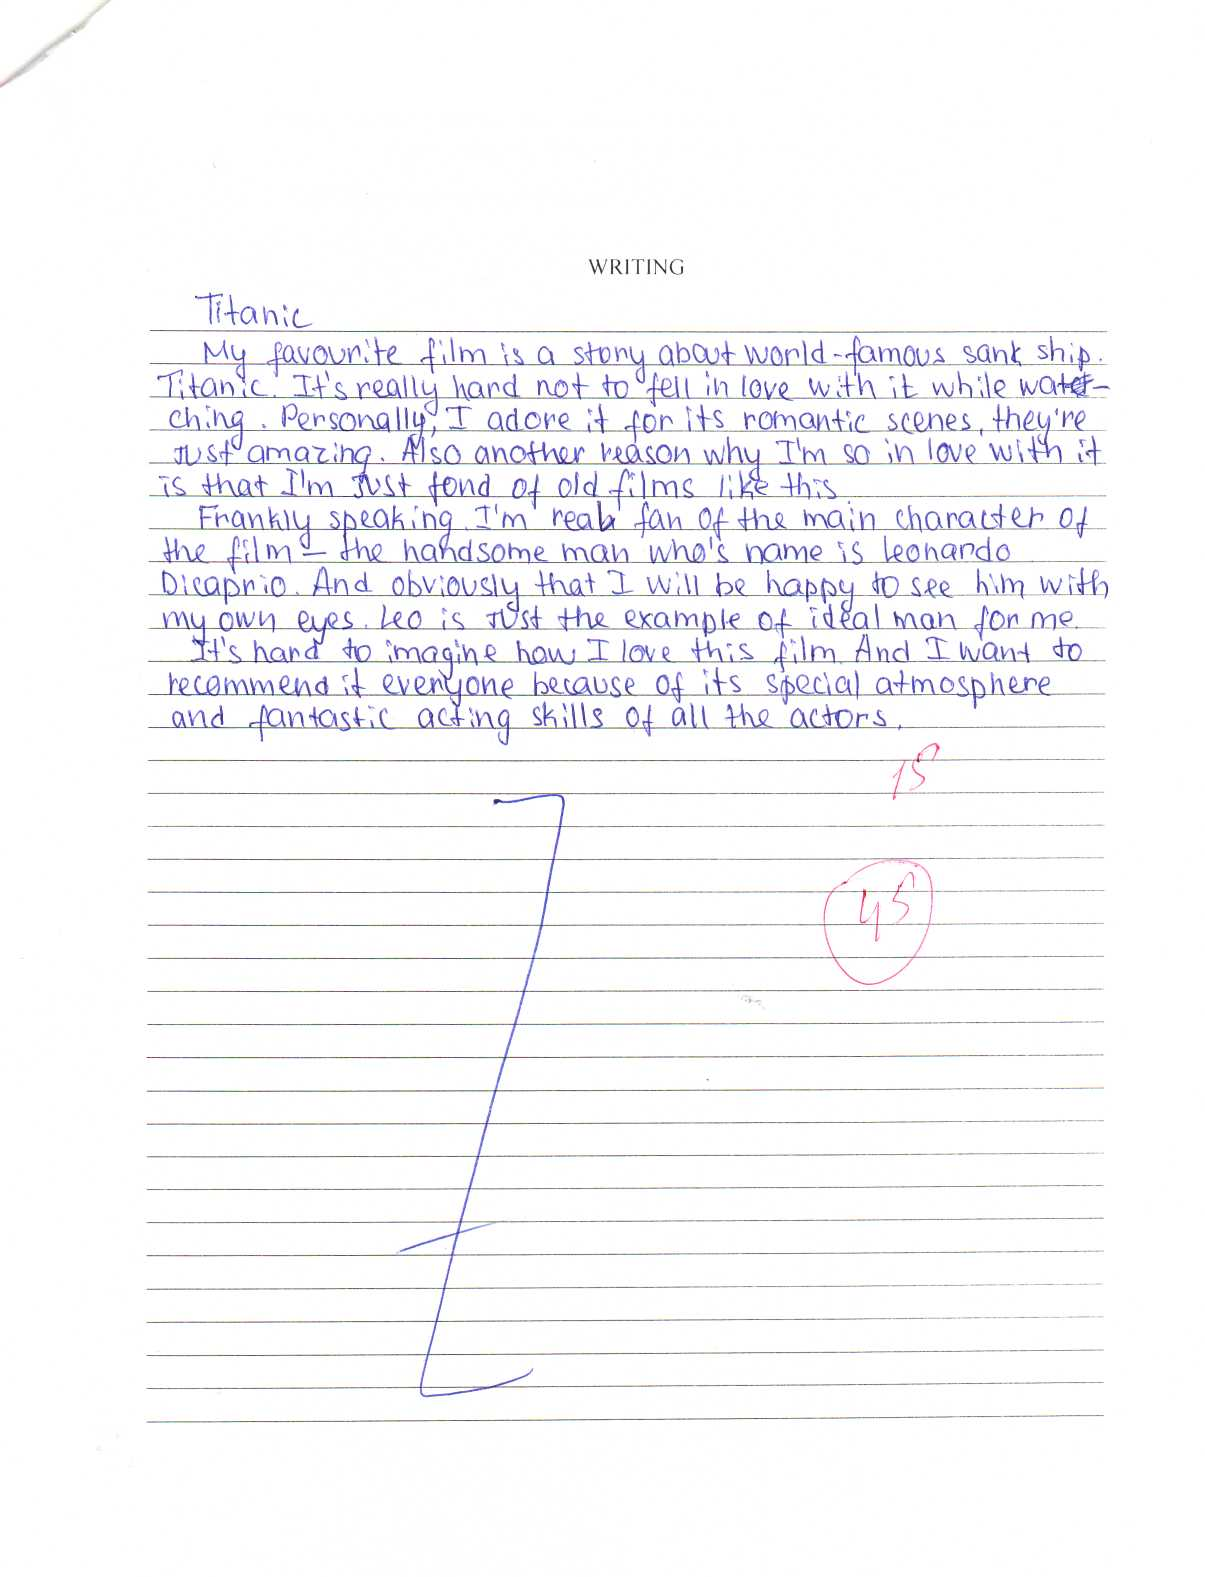 WRITING
Titanic
My favourite film is a story about world-famous sank ship.
Titanic. It's really hard not to fell in love with it while wat-
ching. Personally, I adore it for its romantic scenes, they're
Just amazing. Also another reason why I'm so in love with it
is that I'm Just fond of old films like this
Frankly speaking, I'm real fan of the main character of
the film – the handsome man who's name is Leonardo
Dicaprio. And obviously that I will be happy to see him with
my own eyes. Leo is Just the example of ideal man for me.
It's hard to imagine how I love this film. And I want to
recommend it everyone because of its special atmosphere
and fantastic acting skills of all the actors.
15
45